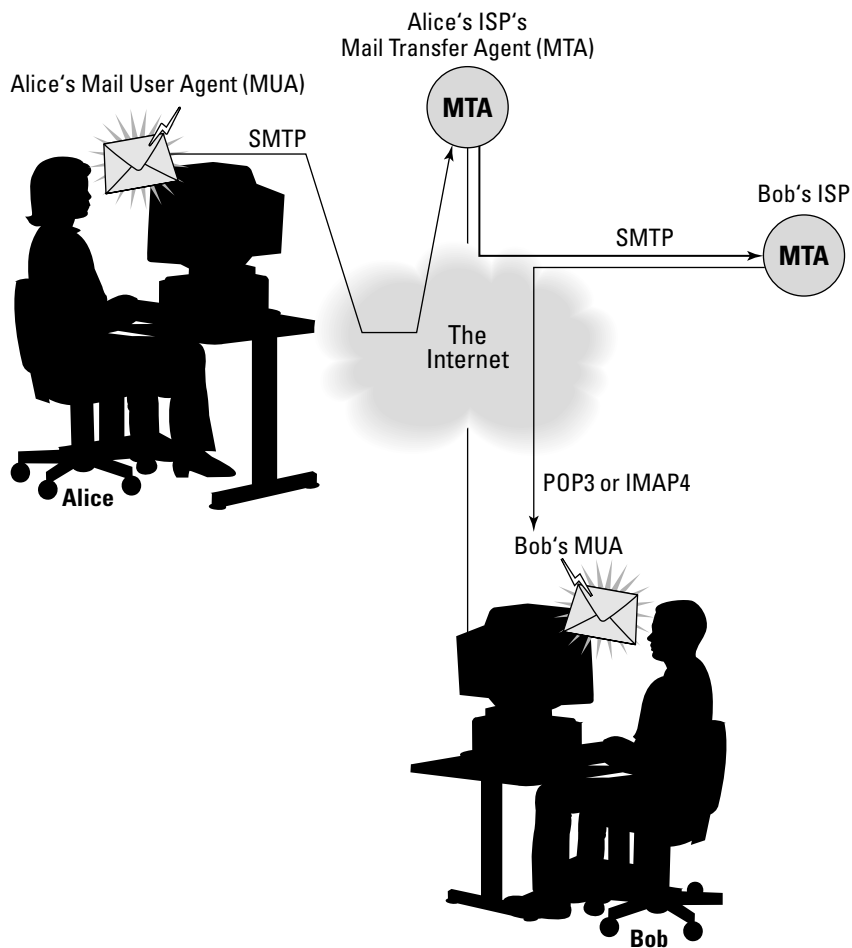 Alice‘s ISP‘s
Mail Transfer Agent (MTA)
Alice‘s Mail User Agent (MUA)
MTA
SMTP
Bob‘s ISP
SMTP
MTA
The
Internet
POP3 or IMAP4
Alice
Bob‘s MUA
Bob